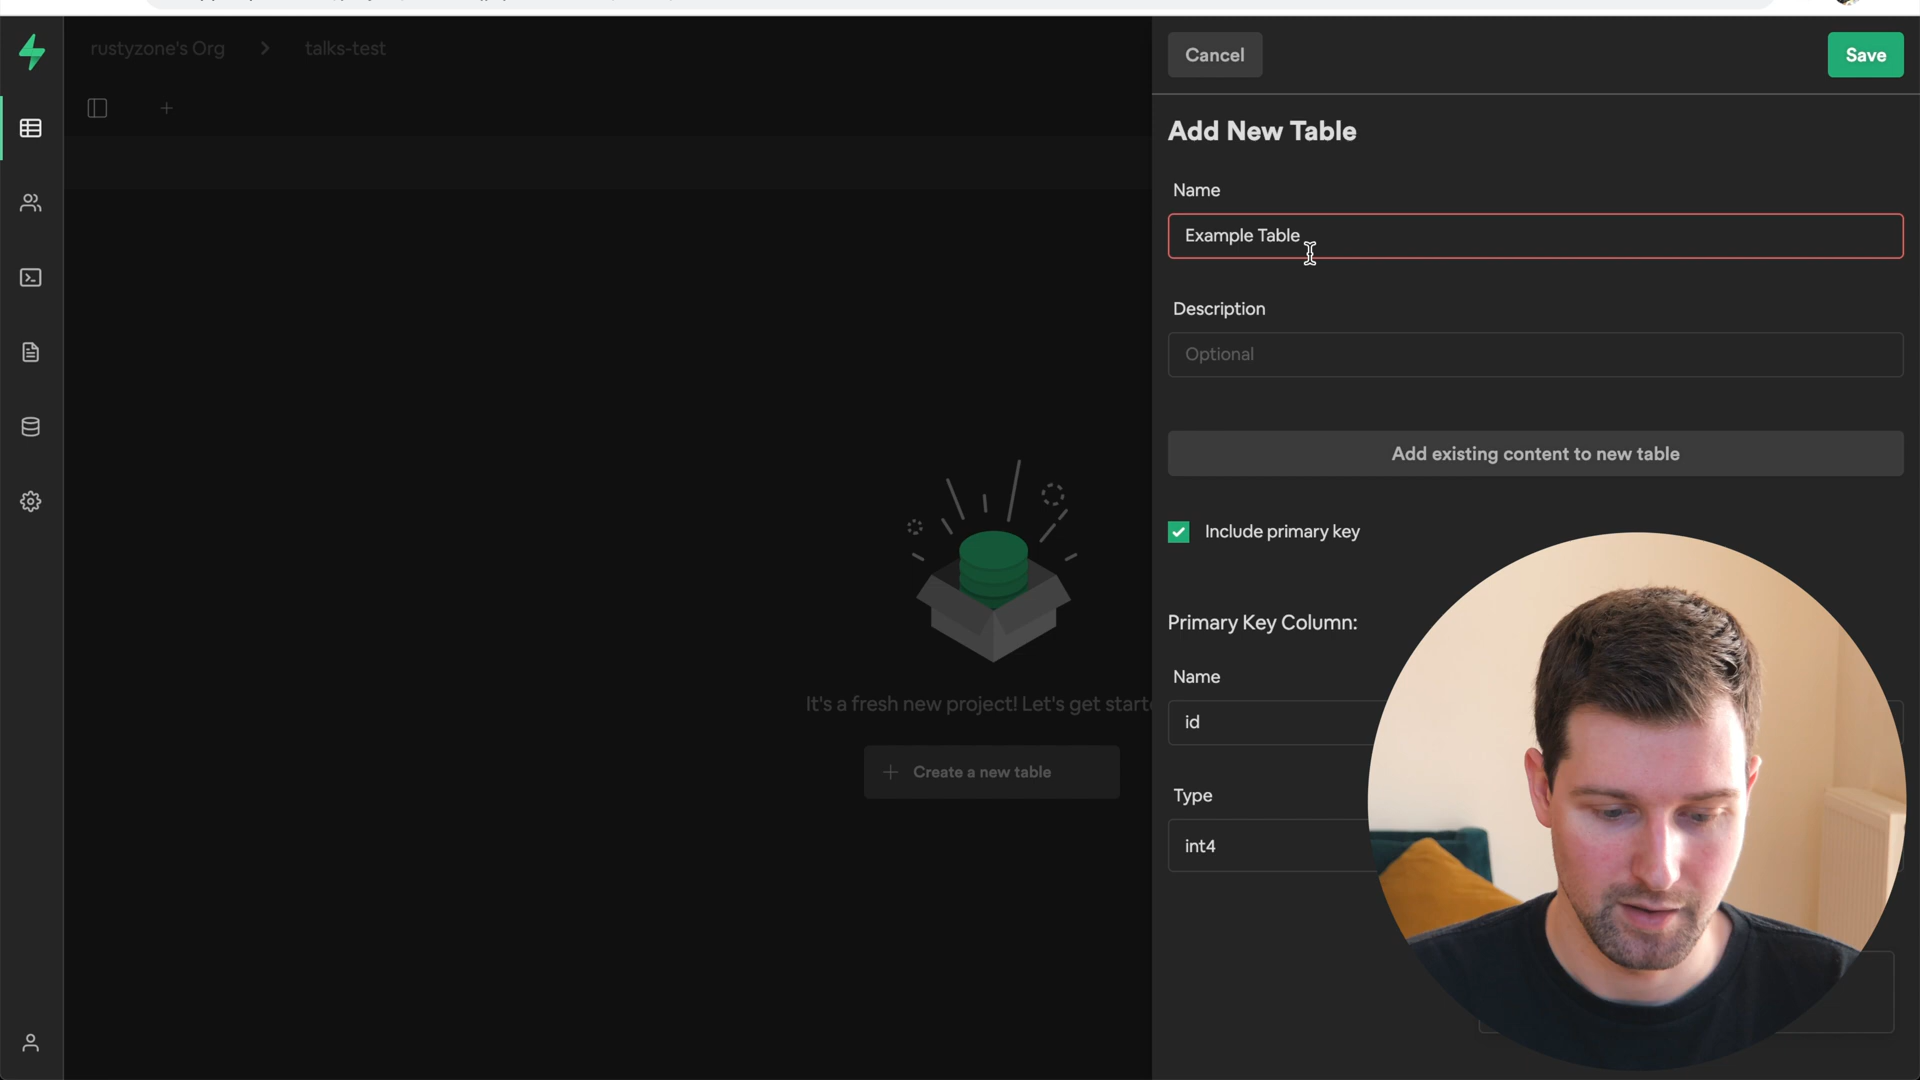 rustyzone's Org
talks-test
Cancel
Save
Add New Table
Name
Example Table
Description
Optional
Add existing content to new table
Include primary key
Primary Key Column:
Name
id
Type
int4
It's a fresh new project! Let's get
Create a new table